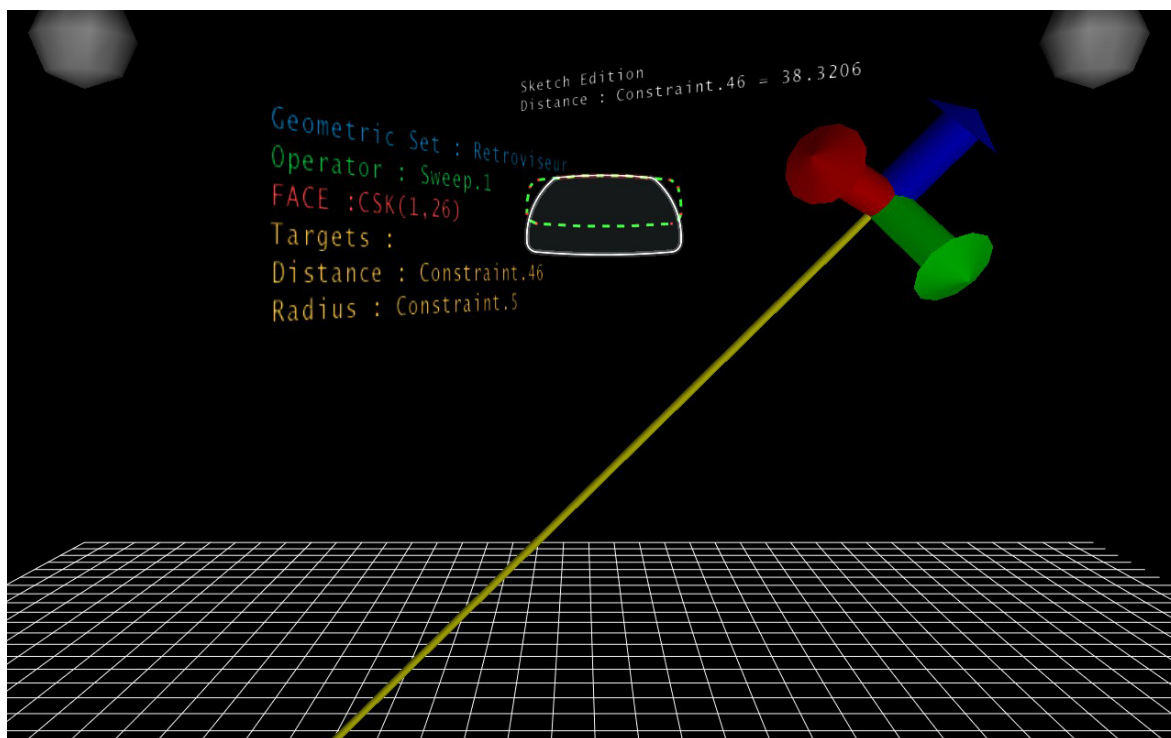 Sketch Edition
Distance : Constraint.46 = 38.3206
Geometric Set : Retroviseur
Operator : Sweep.1
FACE :CSK(1,26)
Targets :
Distance : Constraint.46
Radius : Constraint.5